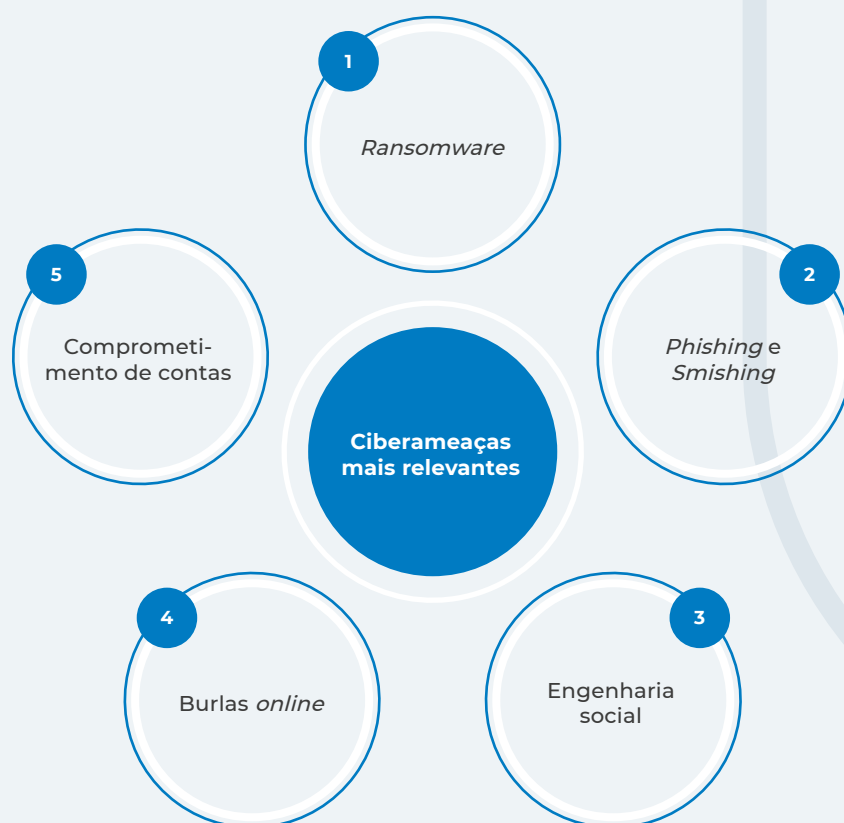 1
Ransomware
2
Phishing e
Smishing
3
Engenharia
social
4
Burlas online
5
Comprometi-
mento de contas
Ciberameaças
mais relevantes